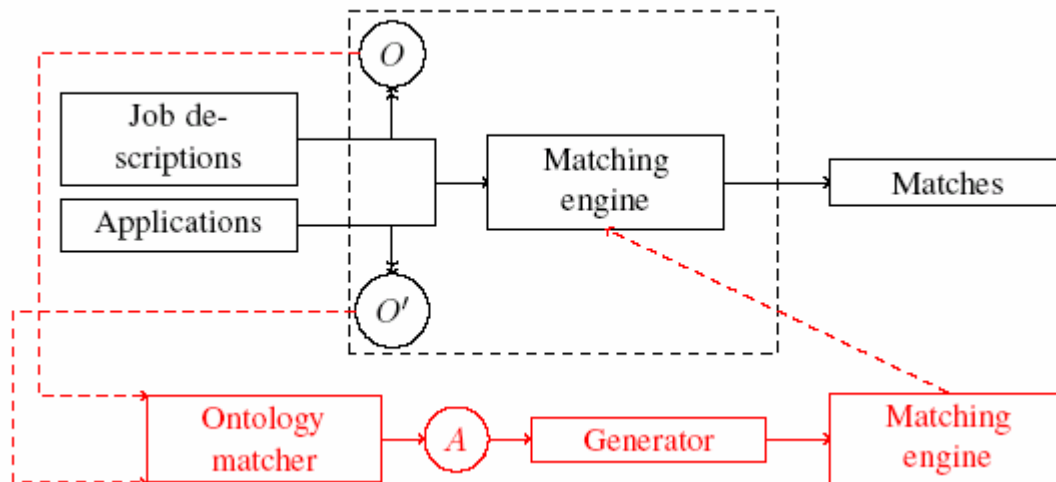 O
Job de-
scriptions
Matching
engine
Matches
Applications
O′
Ontology
matcher
A
Generator
Matching
engine